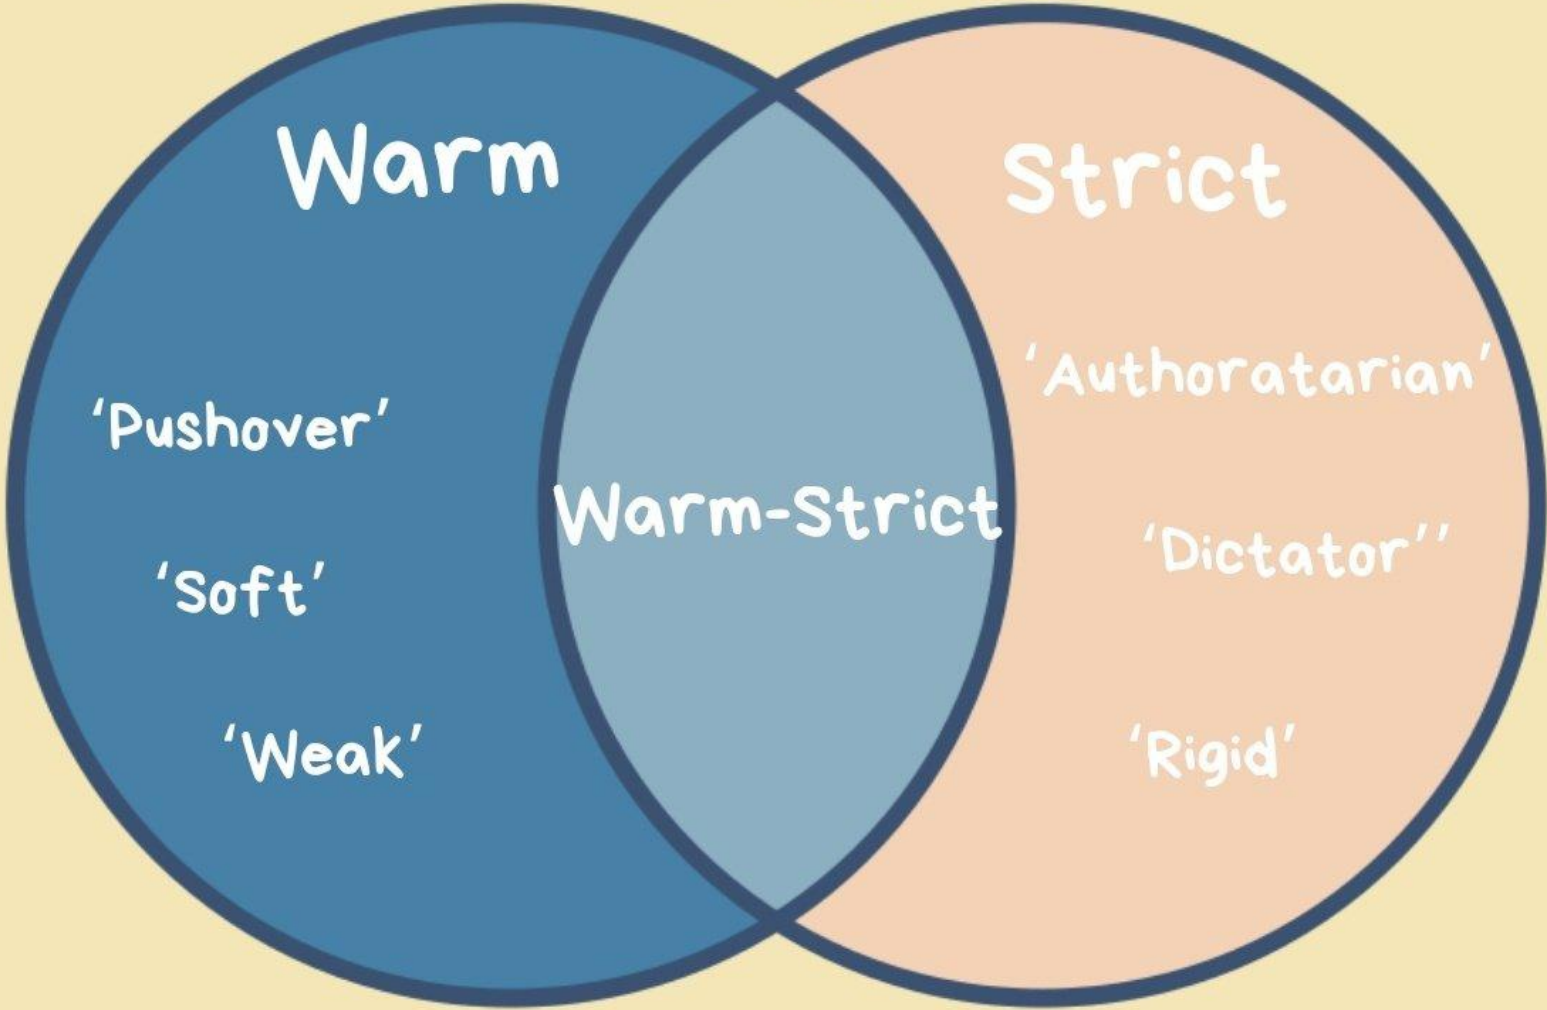 Warm
Strict
'Pushover'
'Soft'
'Weak'
Warm-Strict
'Authoratarian'
'Dictator''
'Rigid'